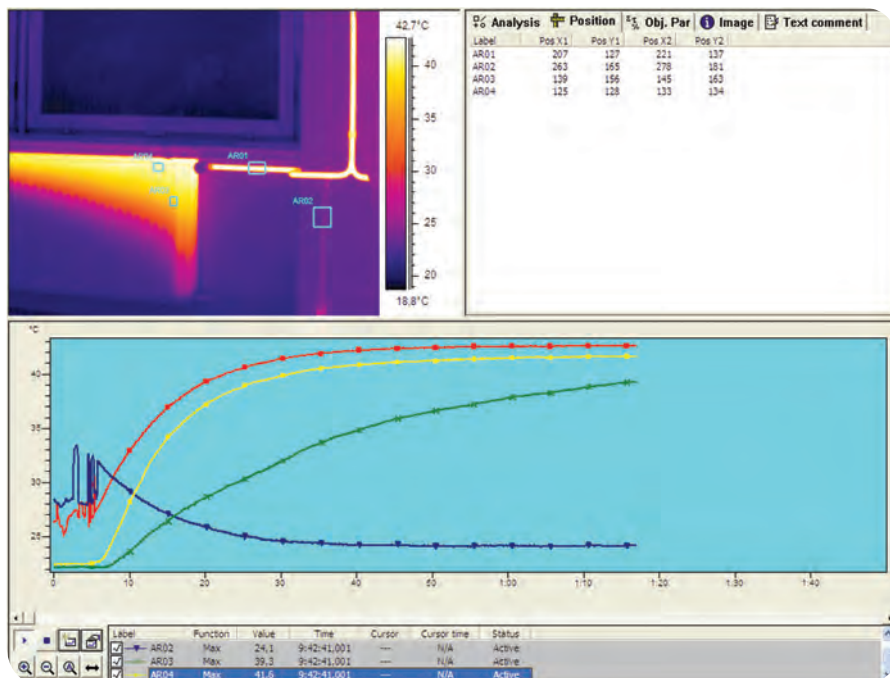 42,7°C
40
30
20
18,8°C
AR04
AR01
AR02
Analysis Position Obj. Par Image Text comment
Label Pos X1 Pos Y1 Pos X2 Pos Y2
AR01 207 127 221 137
AR02 263 165 278 181
AR03 139 156 145 163
AR04 125 128 133 134
°C
40
35
30
25
0 10 20 30 40 50 1:00 1:10 1:20 1:30 1:40
Label Function Value Time Cursor Cursor time Status
AR02 Max 24,1 9:42:41,001 — N/A Active
AR03 Max 39,3 9:42:41,001 — N/A Active
AR04 Max 41,6 9:42:41,001 — N/A Active